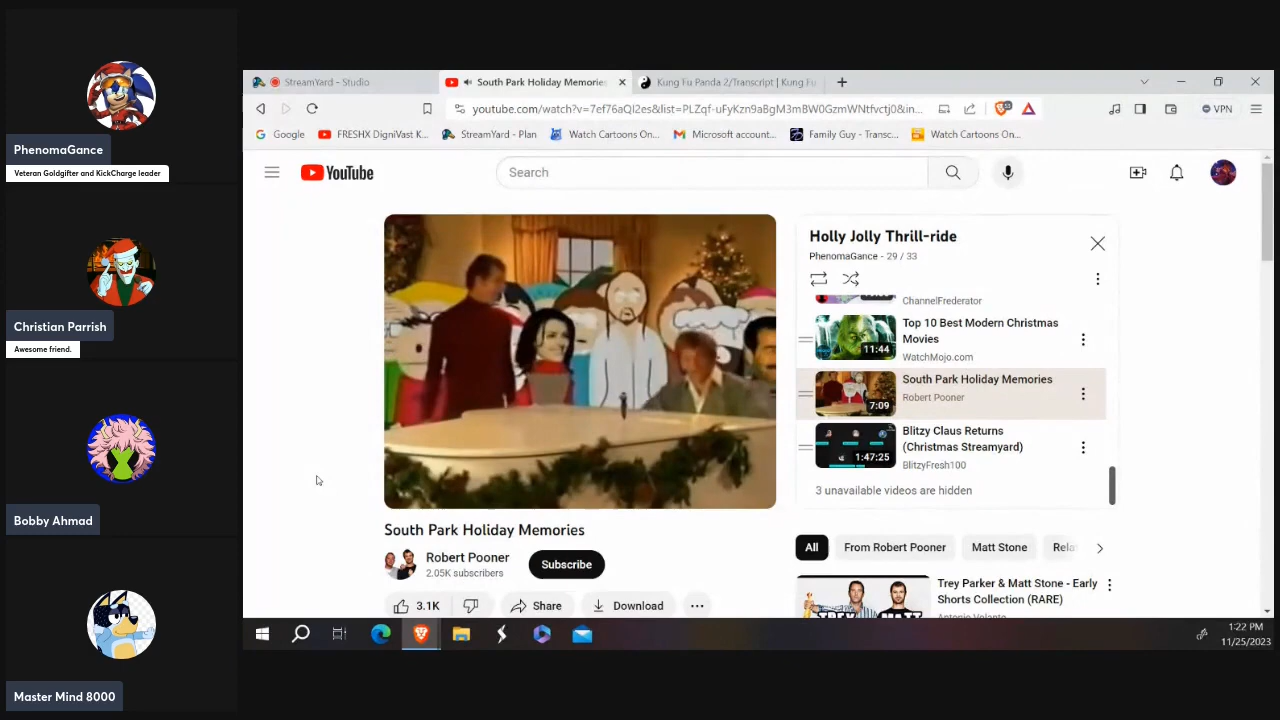 PhenomaGance
Veteran Goldgifter and KickCharge leader
Christian Parrish
Awesome friend.
Bobby Ahmad
Master Mind 8000
StreamYard - Studio
South Park Holiday Memories
Kung Fu Panda 2/Transcript | Kung Fu
youtube.com/watch?v=7ef76aQI2es&list=PLZqf-uFyKzn9aBgM3mBW0GzmWNtfvctj0&in...
VPN
Google
FRESHX DigniVast K...
StreamYard - Plan
Watch Cartoons On...
Microsoft account...
Family Guy - Transc...
Watch Cartoons On...
YouTube
Search
Holly Jolly Thrill-ride
PhenomaGance - 29 / 33
ChannelFrederator
Top 10 Best Modern Christmas
Movies
WatchMojo.com
11:44
South Park Holiday Memories
Robert Pooner
7:09
Blitzy Claus Returns
(Christmas Streamyard)
BlitzyFresh100
1:47:25
3 unavailable videos are hidden
South Park Holiday Memories
Robert Pooner
2.05K subscribers
Subscribe
3.1K
Share
Download
All
From Robert Pooner
Matt Stone
Rela
Trey Parker & Matt Stone - Early
Shorts Collection (RARE)
1:22 PM
11/25/2023